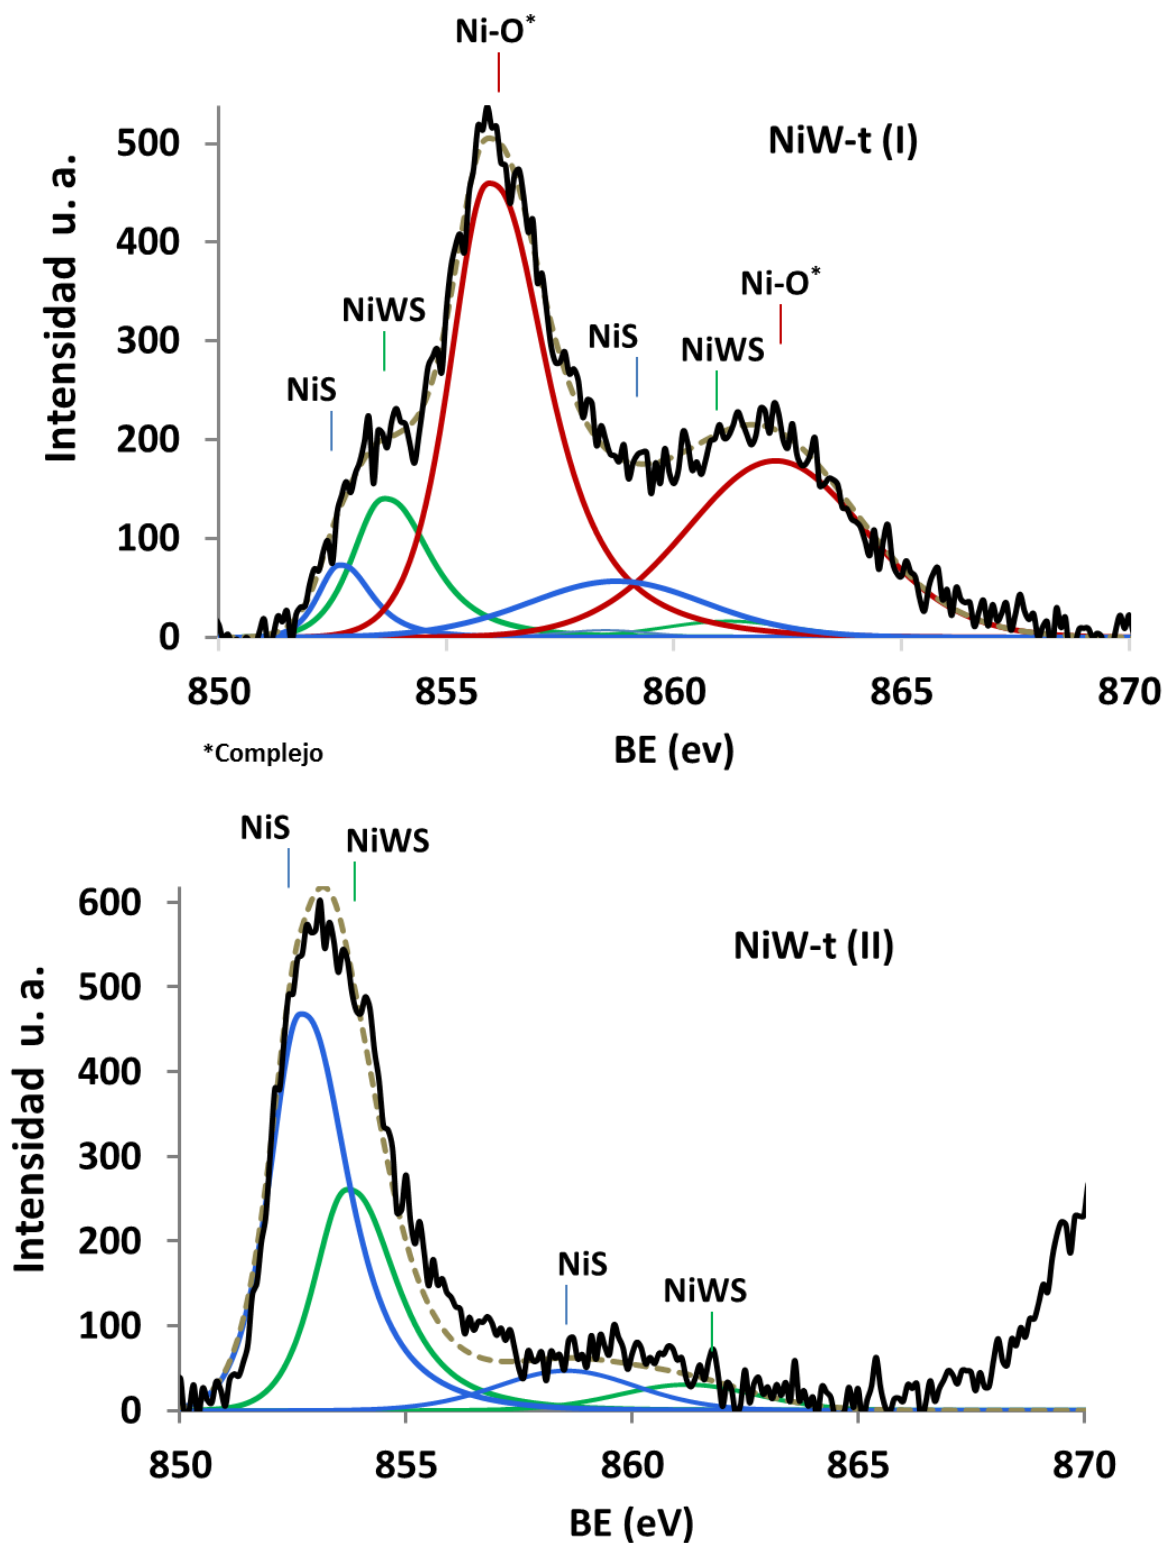 Ni-O*
NiW-t (I)
Ni-O*
NiWS
NiS
NiWS
NiS
Intensidad u. a.
500
400
300
200
100
0
850 855 860 865 870
BE (ev)
*Complejo
NiS
NiWS
NiW-t (II)
NiS
NiWS
Intensidad u. a.
600
500
400
300
200
100
0
850 855 860 865 870
BE (eV)